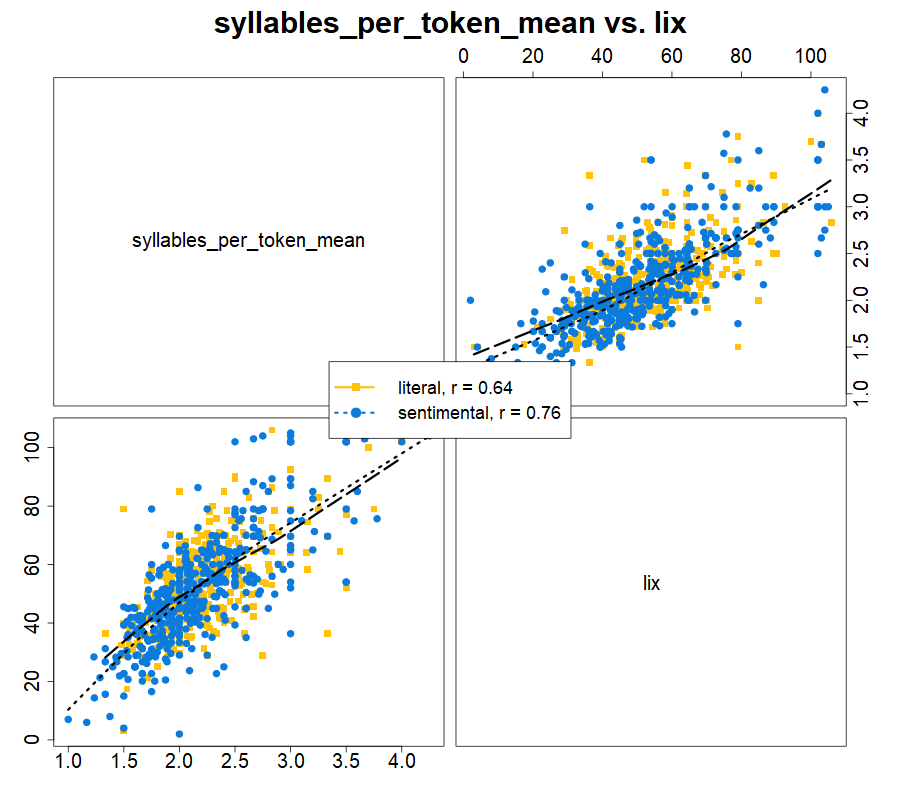 syllables_per_token_mean vs. lix
0 20 40 60 80 100
syllables_per_token_mean
1.0 1.5 2.0 2.5 3.0 3.5 4.0
literal, r = 0.64
sentimental, r = 0.76
0 20 40 60 80 100
lix
1.0 1.5 2.0 2.5 3.0 3.5 4.0